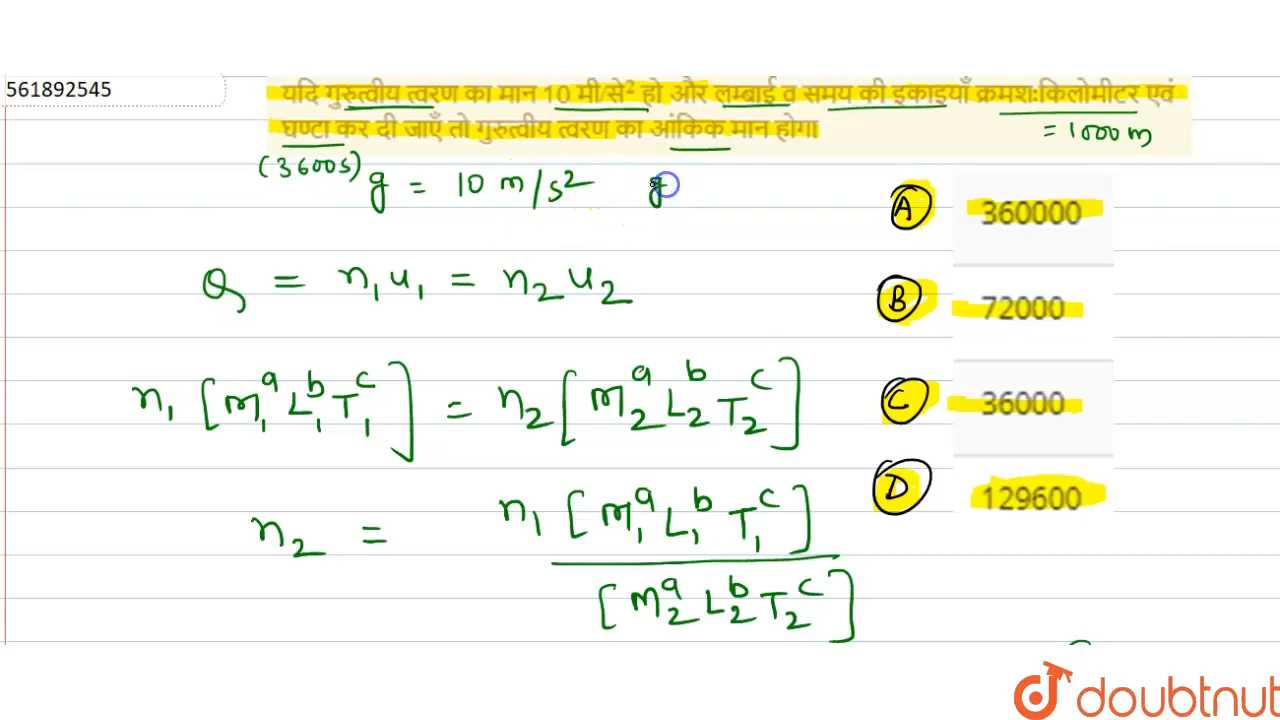 561892545
यदि गुरुत्वीय त्वरण का मान 10 मी/से² हो और लम्बाई व समय की इकाइयाँ क्रमशः किलोमीटर एवं
घण्टा कर दी जाएँ तो गुरुत्वीय त्वरण का आंकिक मान होगा
= 1000 m
(3600s)
g = 10 m/s² g
A 360000
Q = n₁u₁ = n₂u₂
B 72000
n₁ [M₁ᵃ L₁ᵇ T₁ᶜ] = n₂ [M₂ᵃ L₂ᵇ T₂ᶜ]
C 36000
D 129600
n₂ = n₁ [M₁ᵃ L₁ᵇ T₁ᶜ]
[M₂ᵃ L₂ᵇ T₂ᶜ]
doubtnut